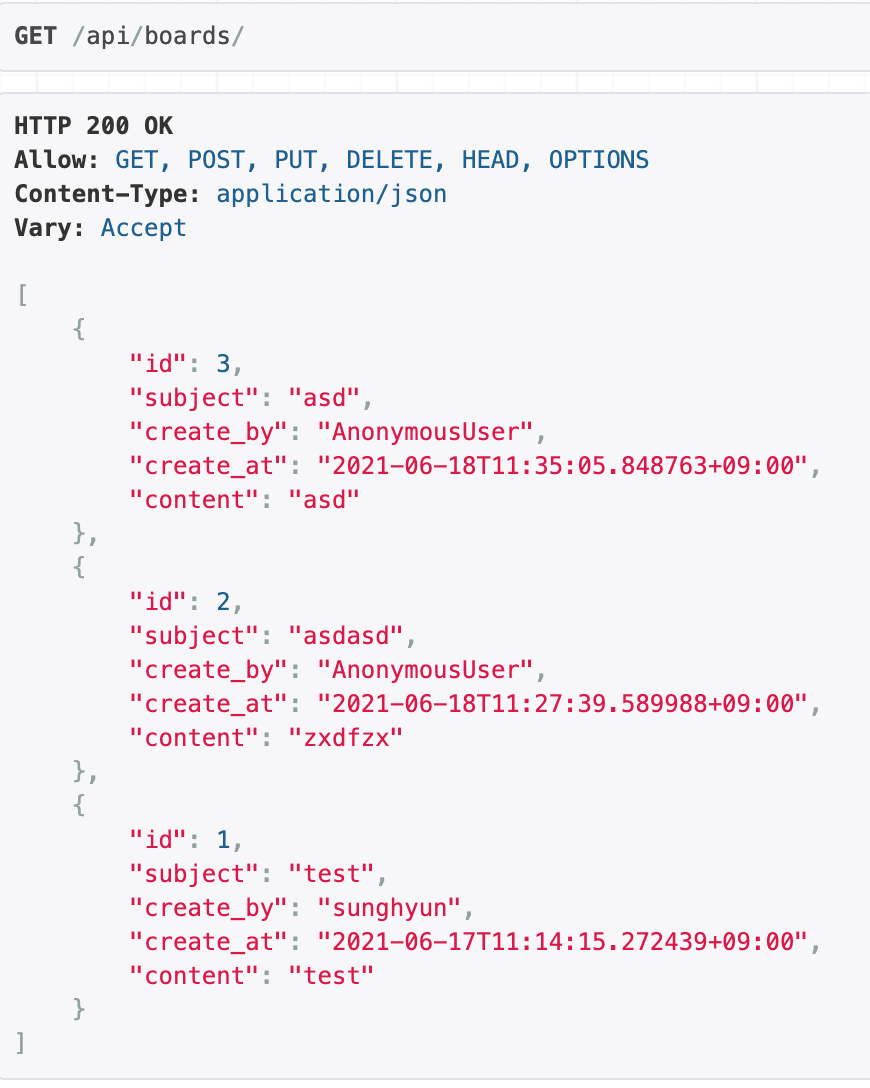 GET /api/boards/
HTTP 200 OK
Allow: GET, POST, PUT, DELETE, HEAD, OPTIONS
Content-Type: application/json
Vary: Accept
[
{
"id": 3,
"subject": "asd",
"create_by": "AnonymousUser",
"create_at": "2021-06-18T11:35:05.848763+09:00",
"content": "asd"
},
{
"id": 2,
"subject": "asdasd",
"create_by": "AnonymousUser",
"create_at": "2021-06-18T11:27:39.589988+09:00",
"content": "zxdfzx"
},
{
"id": 1,
"subject": "test",
"create_by": "sunghyun",
"create_at": "2021-06-17T11:14:15.272439+09:00",
"content": "test"
}
]